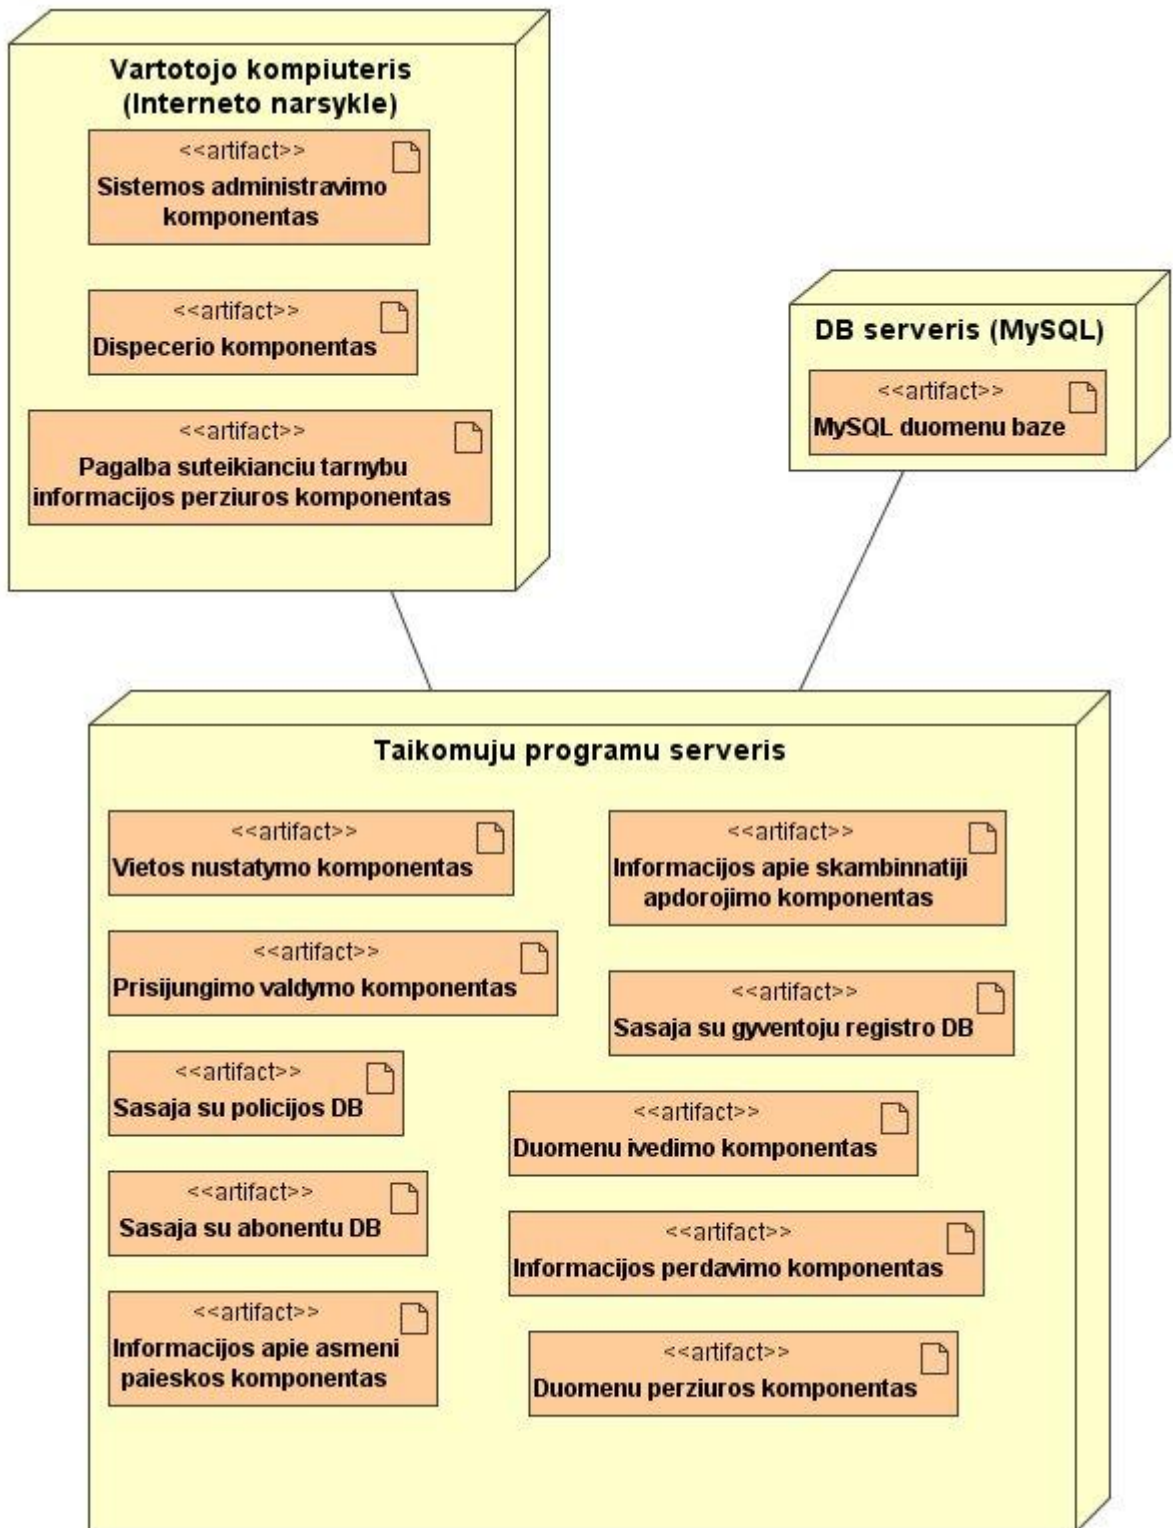 Vartotojo kompiuteris
(Interneto narsykle)
<<artifact>>
Sistemos administravimo
komponentas
<<artifact>>
Dispecerio komponentas
<<artifact>>
Pagalba suteikianciu tarnybu
informacijos perziuros komponentas
DB serveris (MySQL)
<<artifact>>
MySQL duomenu baze
Taikomuju programu serveris
<<artifact>>
Vietos nustatymo komponentas
<<artifact>>
Prisijungimo valdymo komponentas
<<artifact>>
Sasaja su policijos DB
<<artifact>>
Sasaja su abonentu DB
<<artifact>>
Informacijos apie asmeni
paieskos komponentas
<<artifact>>
Informacijos apie skambinnatiji
apdorojimo komponentas
<<artifact>>
Sasaja su gyventoju registro DB
<<artifact>>
Duomenu ivedimo komponentas
<<artifact>>
Informacijos perdavimo komponentas
<<artifact>>
Duomenu perziuros komponentas